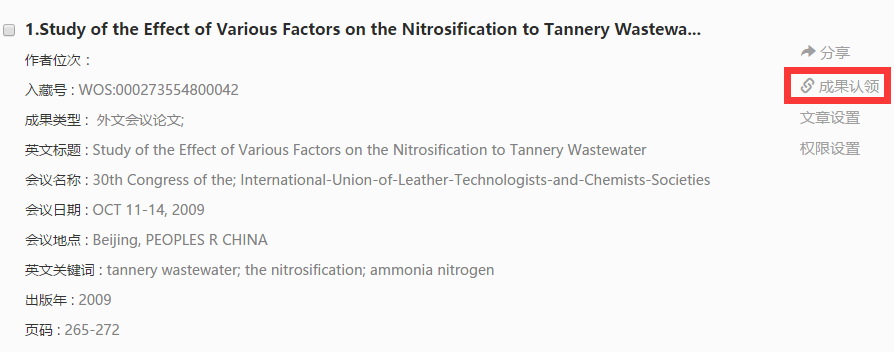 1.Study of the Effect of Various Factors on the Nitrosification to Tannery Wastewa...
作者位次 :
入藏号 : WOS:000273554800042
成果类型 : 外文会议论文;
英文标题 : Study of the Effect of Various Factors on the Nitrosification to Tannery Wastewater
会议名称 : 30th Congress of the; International-Union-of-Leather-Technologists-and-Chemists-Societies
会议日期 : OCT 11-14, 2009
会议地点 : Beijing, PEOPLES R CHINA
英文关键词 : tannery wastewater; the nitrosification; ammonia nitrogen
出版年 : 2009
页码 : 265-272
分享
成果认领
文章设置
权限设置